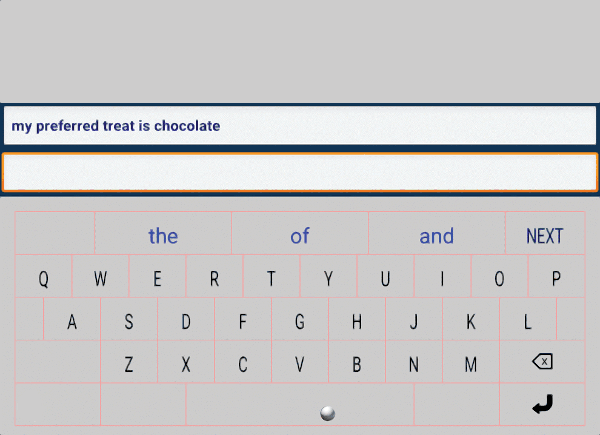 my preferred treat is chocolate
the of and NEXT
Q W E R T Y U I O P
A S D F G H J K L
Z X C V B N M